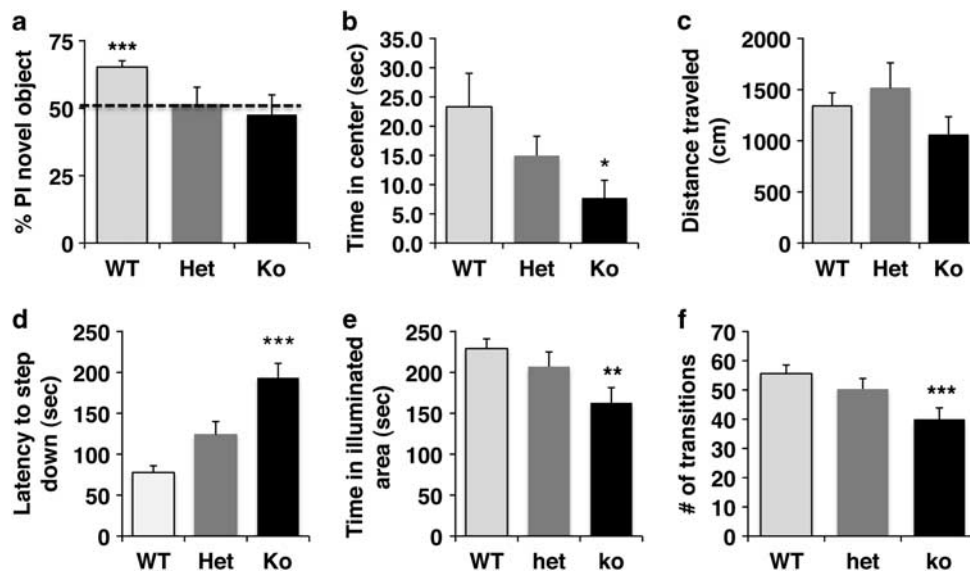 a
% PI novel object
75
50
25
0
***
WT Het Ko
b
Time in center (sec)
35.0
30.0
25.0
20.0
15.0
10.0
5.0
0.0
*
WT Het Ko
c
Distance traveled
(cm)
2000
1500
1000
500
0
WT Het Ko
d
Latency to step
down (sec)
250
200
150
100
50
0
***
WT Het Ko
e
Time in illuminated
area (sec)
250
200
150
100
50
0
**
WT het ko
f
# of transitions
70
60
50
40
30
20
10
0
***
WT het ko